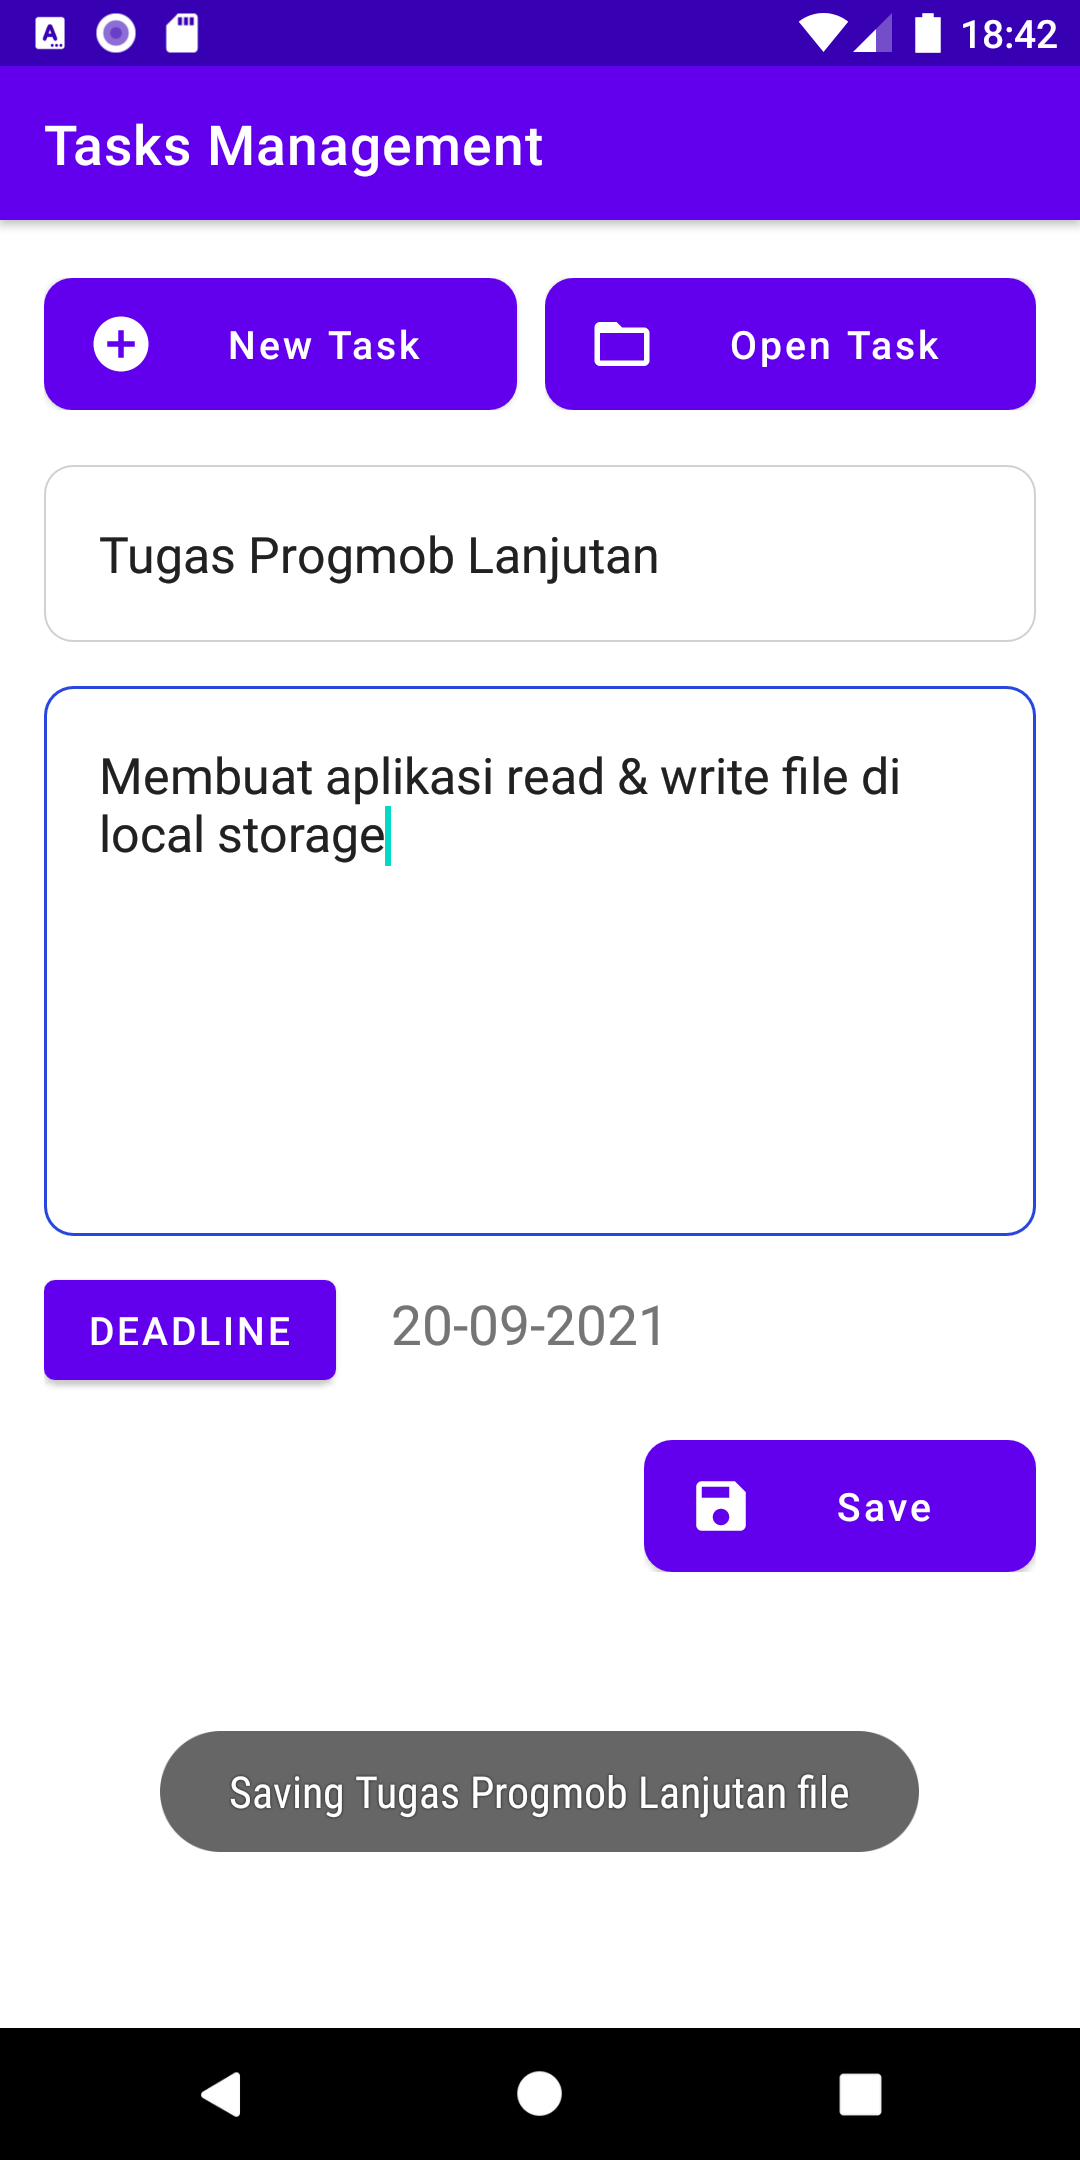 18:42
Tasks Management
New Task
Open Task
Tugas Progmob Lanjutan
Membuat aplikasi read & write file di
local storage
DEADLINE
20-09-2021
Save
Saving Tugas Progmob Lanjutan file